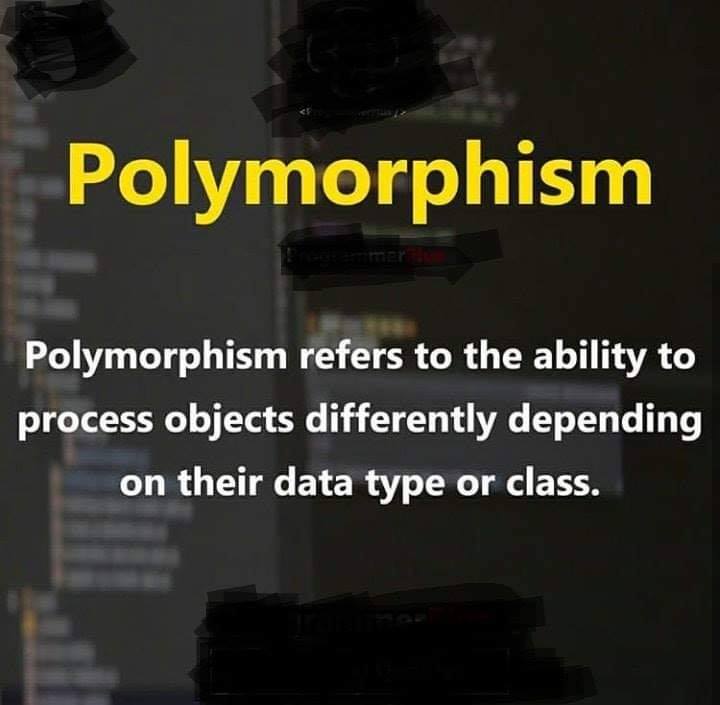 Polymorphism
Polymorphism refers to the ability to
process objects differently depending
on their data type or class.